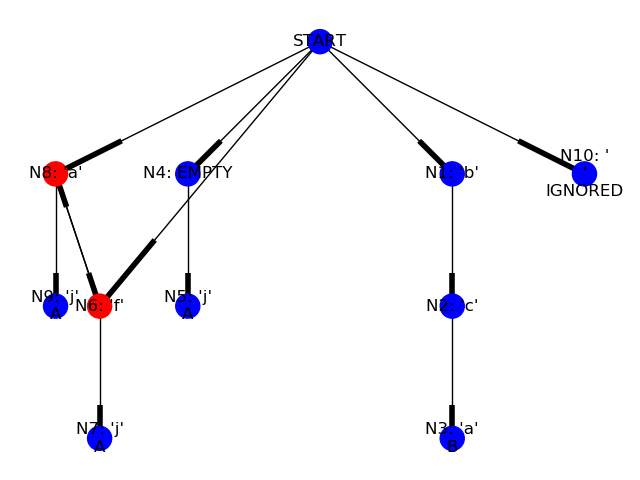 START
N10: '
'
IGNORED
N8: 'a'
N4: EMPTY
N1: 'b'
N9: 'j'
A
N6: 'f'
N5: 'j'
A
N2: 'c'
N7: 'j'
A
N3: 'a'
B